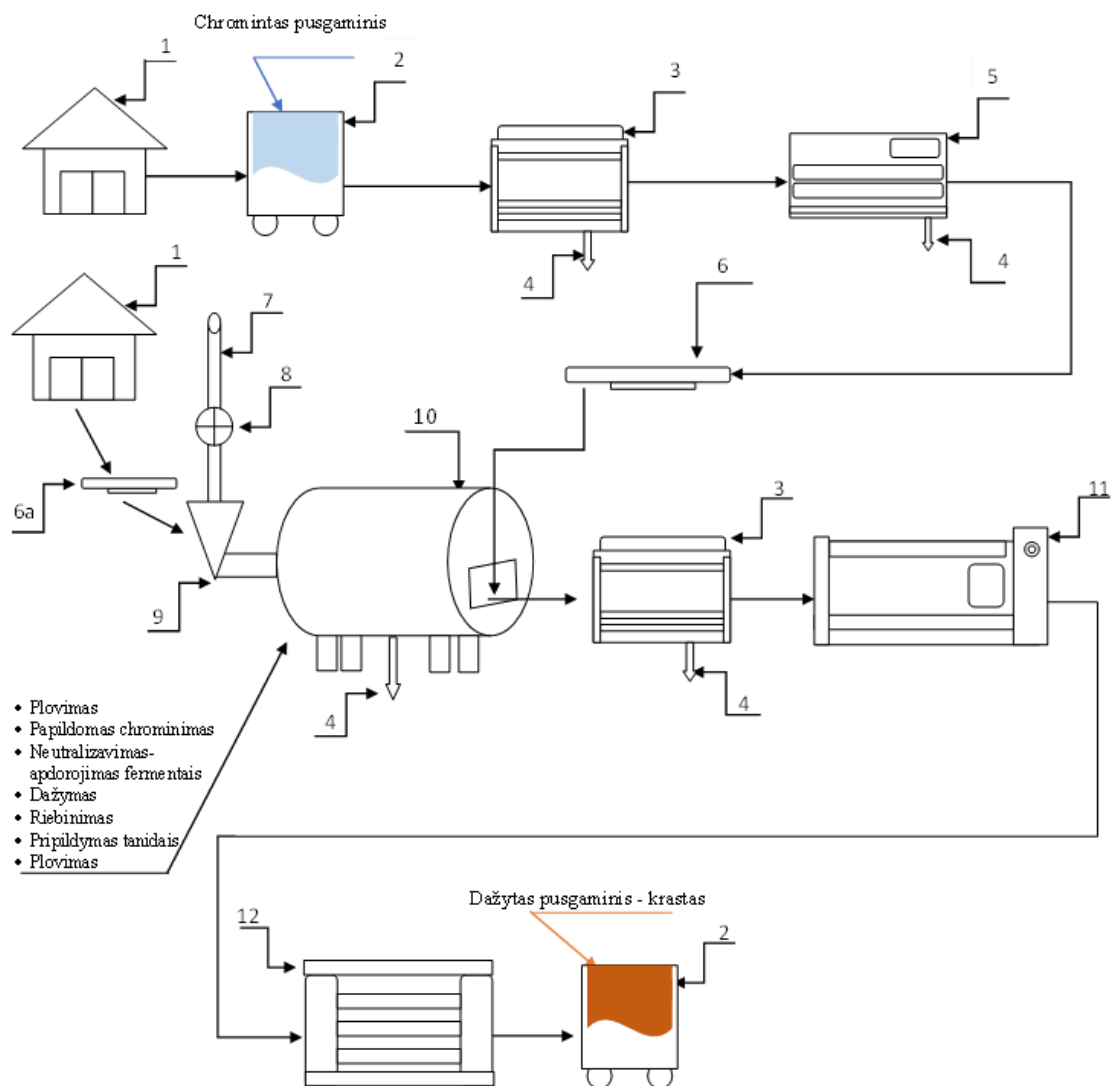 Chromintas pusgaminis
1
2
3
5
4
4
1
6
7
8
10
6a
9
3
11
4
4
• Plovimas
• Papildomas chrominimas
• Neutralizavimas-
apdorojimas fermentais
• Dažymas
• Riebinimas
• Pripildymas tanidais
• Plovimas
Dažytas pusgaminis - krastas
12
2